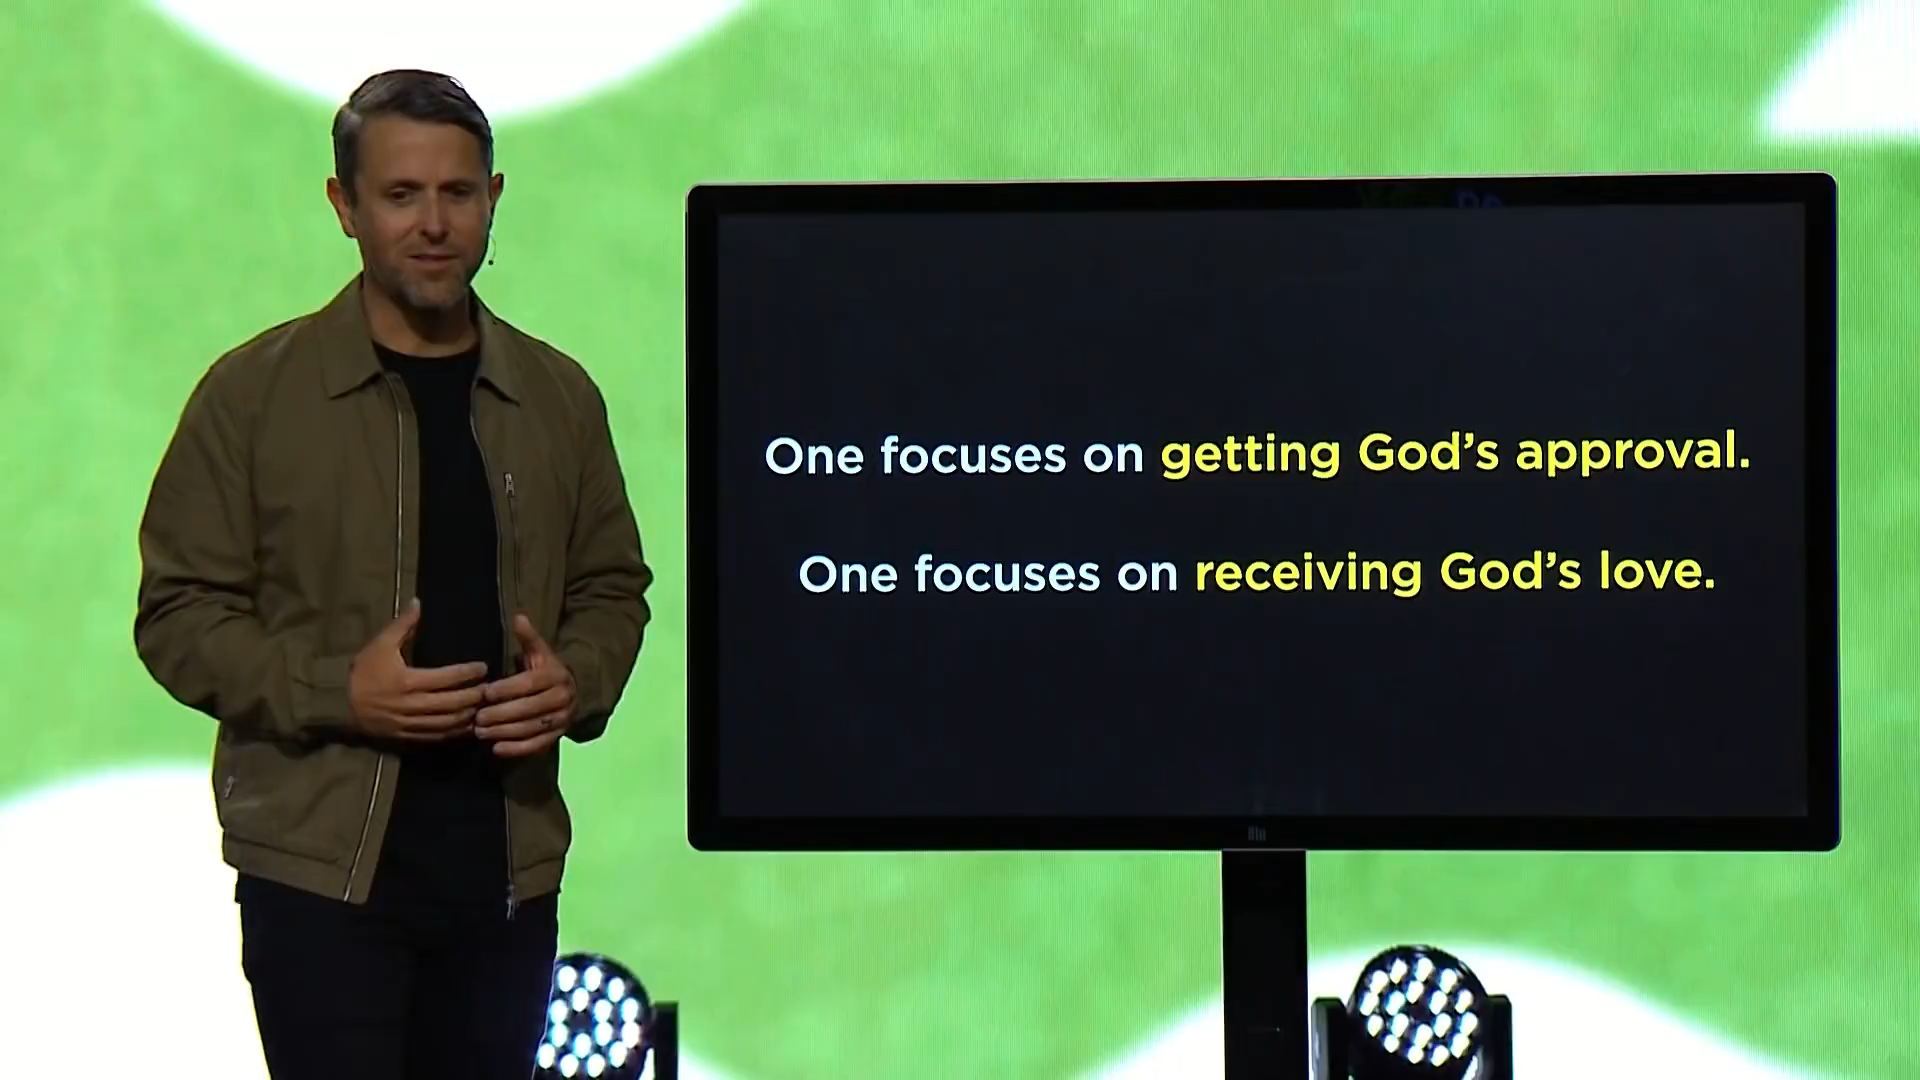 One focuses on getting God’s approval.
One focuses on receiving God’s love.